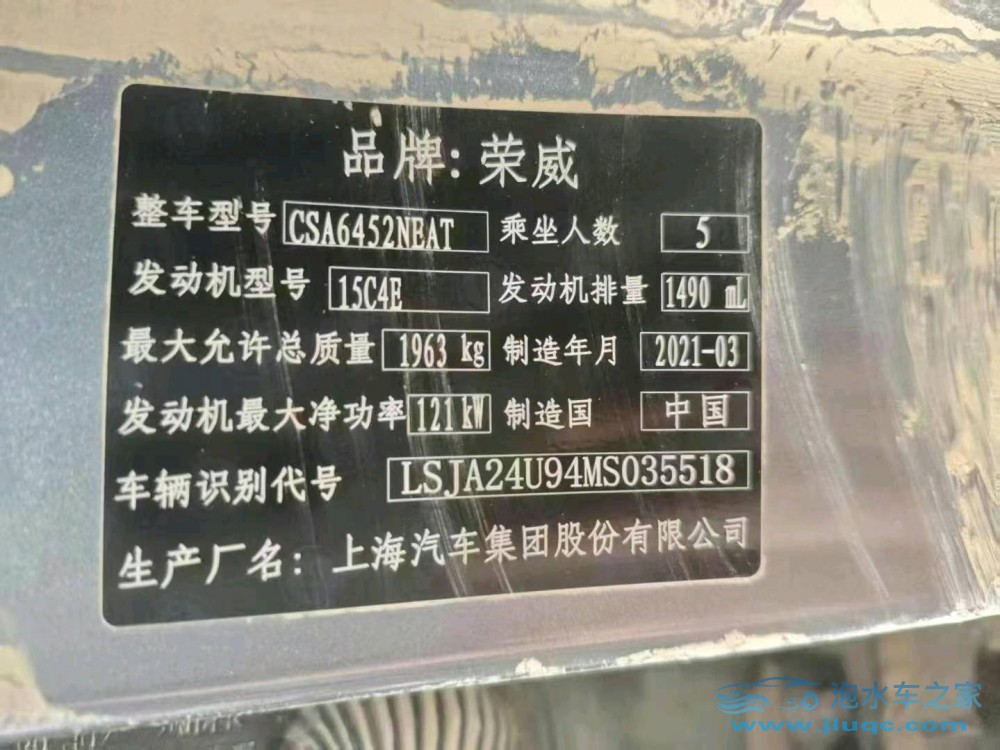 品牌：荣威
整车型号 CSA6452NEAT 乘坐人数 5
发动机型号 15C4E 发动机排量 1490 mL
最大允许总质量 1963 kg 制造年月 2021-03
发动机最大净功率 121 kW 制造国 中国
车辆识别代号 LSJA24U94MS035518
生产厂名：上海汽车集团股份有限公司
泡水车之家
www.jluqc.com